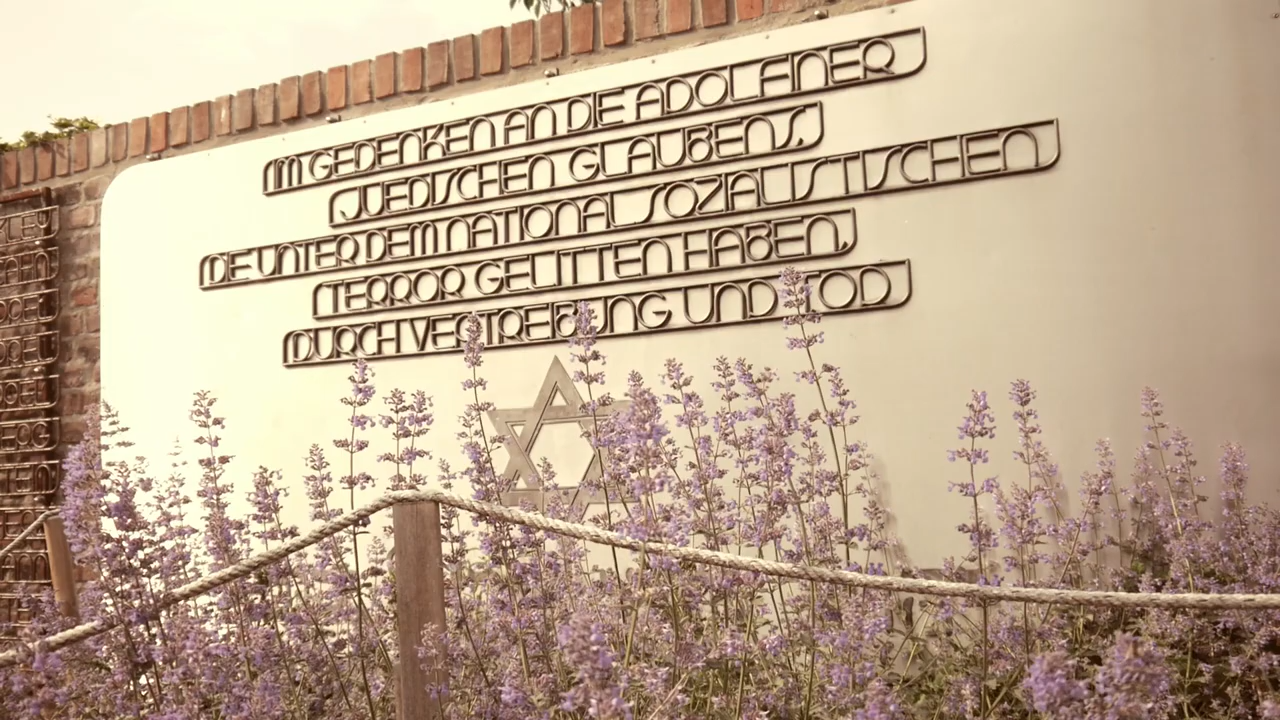 IM GEDENKEN AN DIE ADOLFINER
JUEDISCHEN GLAUBENS,
DIE UNTER DEM NATIONALSOZIALISTISCHEN
TERROR GELITTEN HABEN,
DURCH VERTREIBUNG UND TOD